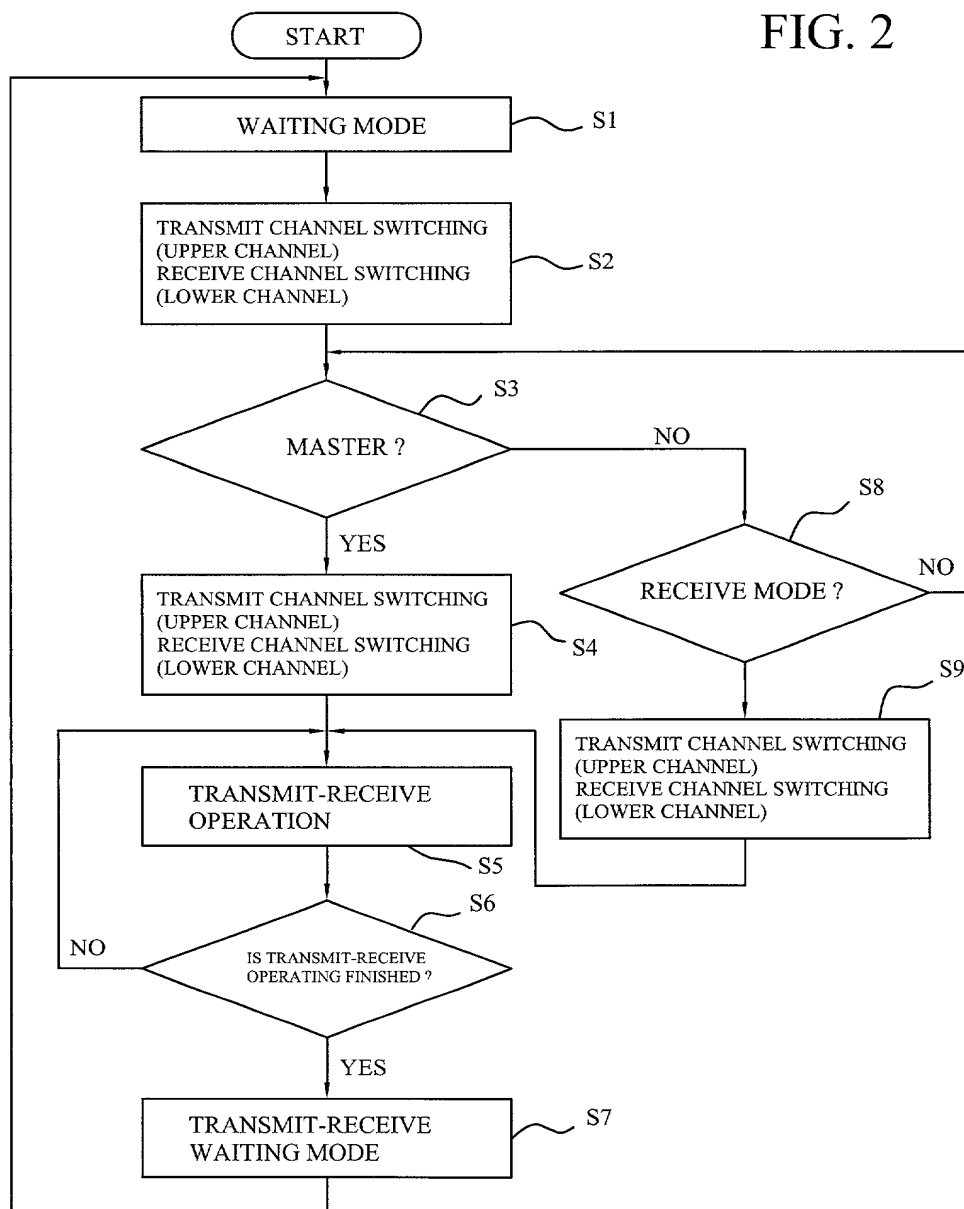 FIG. 2
START
WAITING MODE
S1
TRANSMIT CHANNEL SWITCHING
(UPPER CHANNEL)
RECEIVE CHANNEL SWITCHING
(LOWER CHANNEL)
S2
S3
MASTER ?
NO
YES
S8
RECEIVE MODE ?
NO
TRANSMIT CHANNEL SWITCHING
(UPPER CHANNEL)
RECEIVE CHANNEL SWITCHING
(LOWER CHANNEL)
S4
S9
TRANSMIT CHANNEL SWITCHING
(UPPER CHANNEL)
RECEIVE CHANNEL SWITCHING
(LOWER CHANNEL)
TRANSMIT-RECEIVE
OPERATION
S5
S6
NO
IS TRANSMIT-RECEIVE
OPERATING FINISHED ?
YES
TRANSMIT-RECEIVE
WAITING MODE
S7